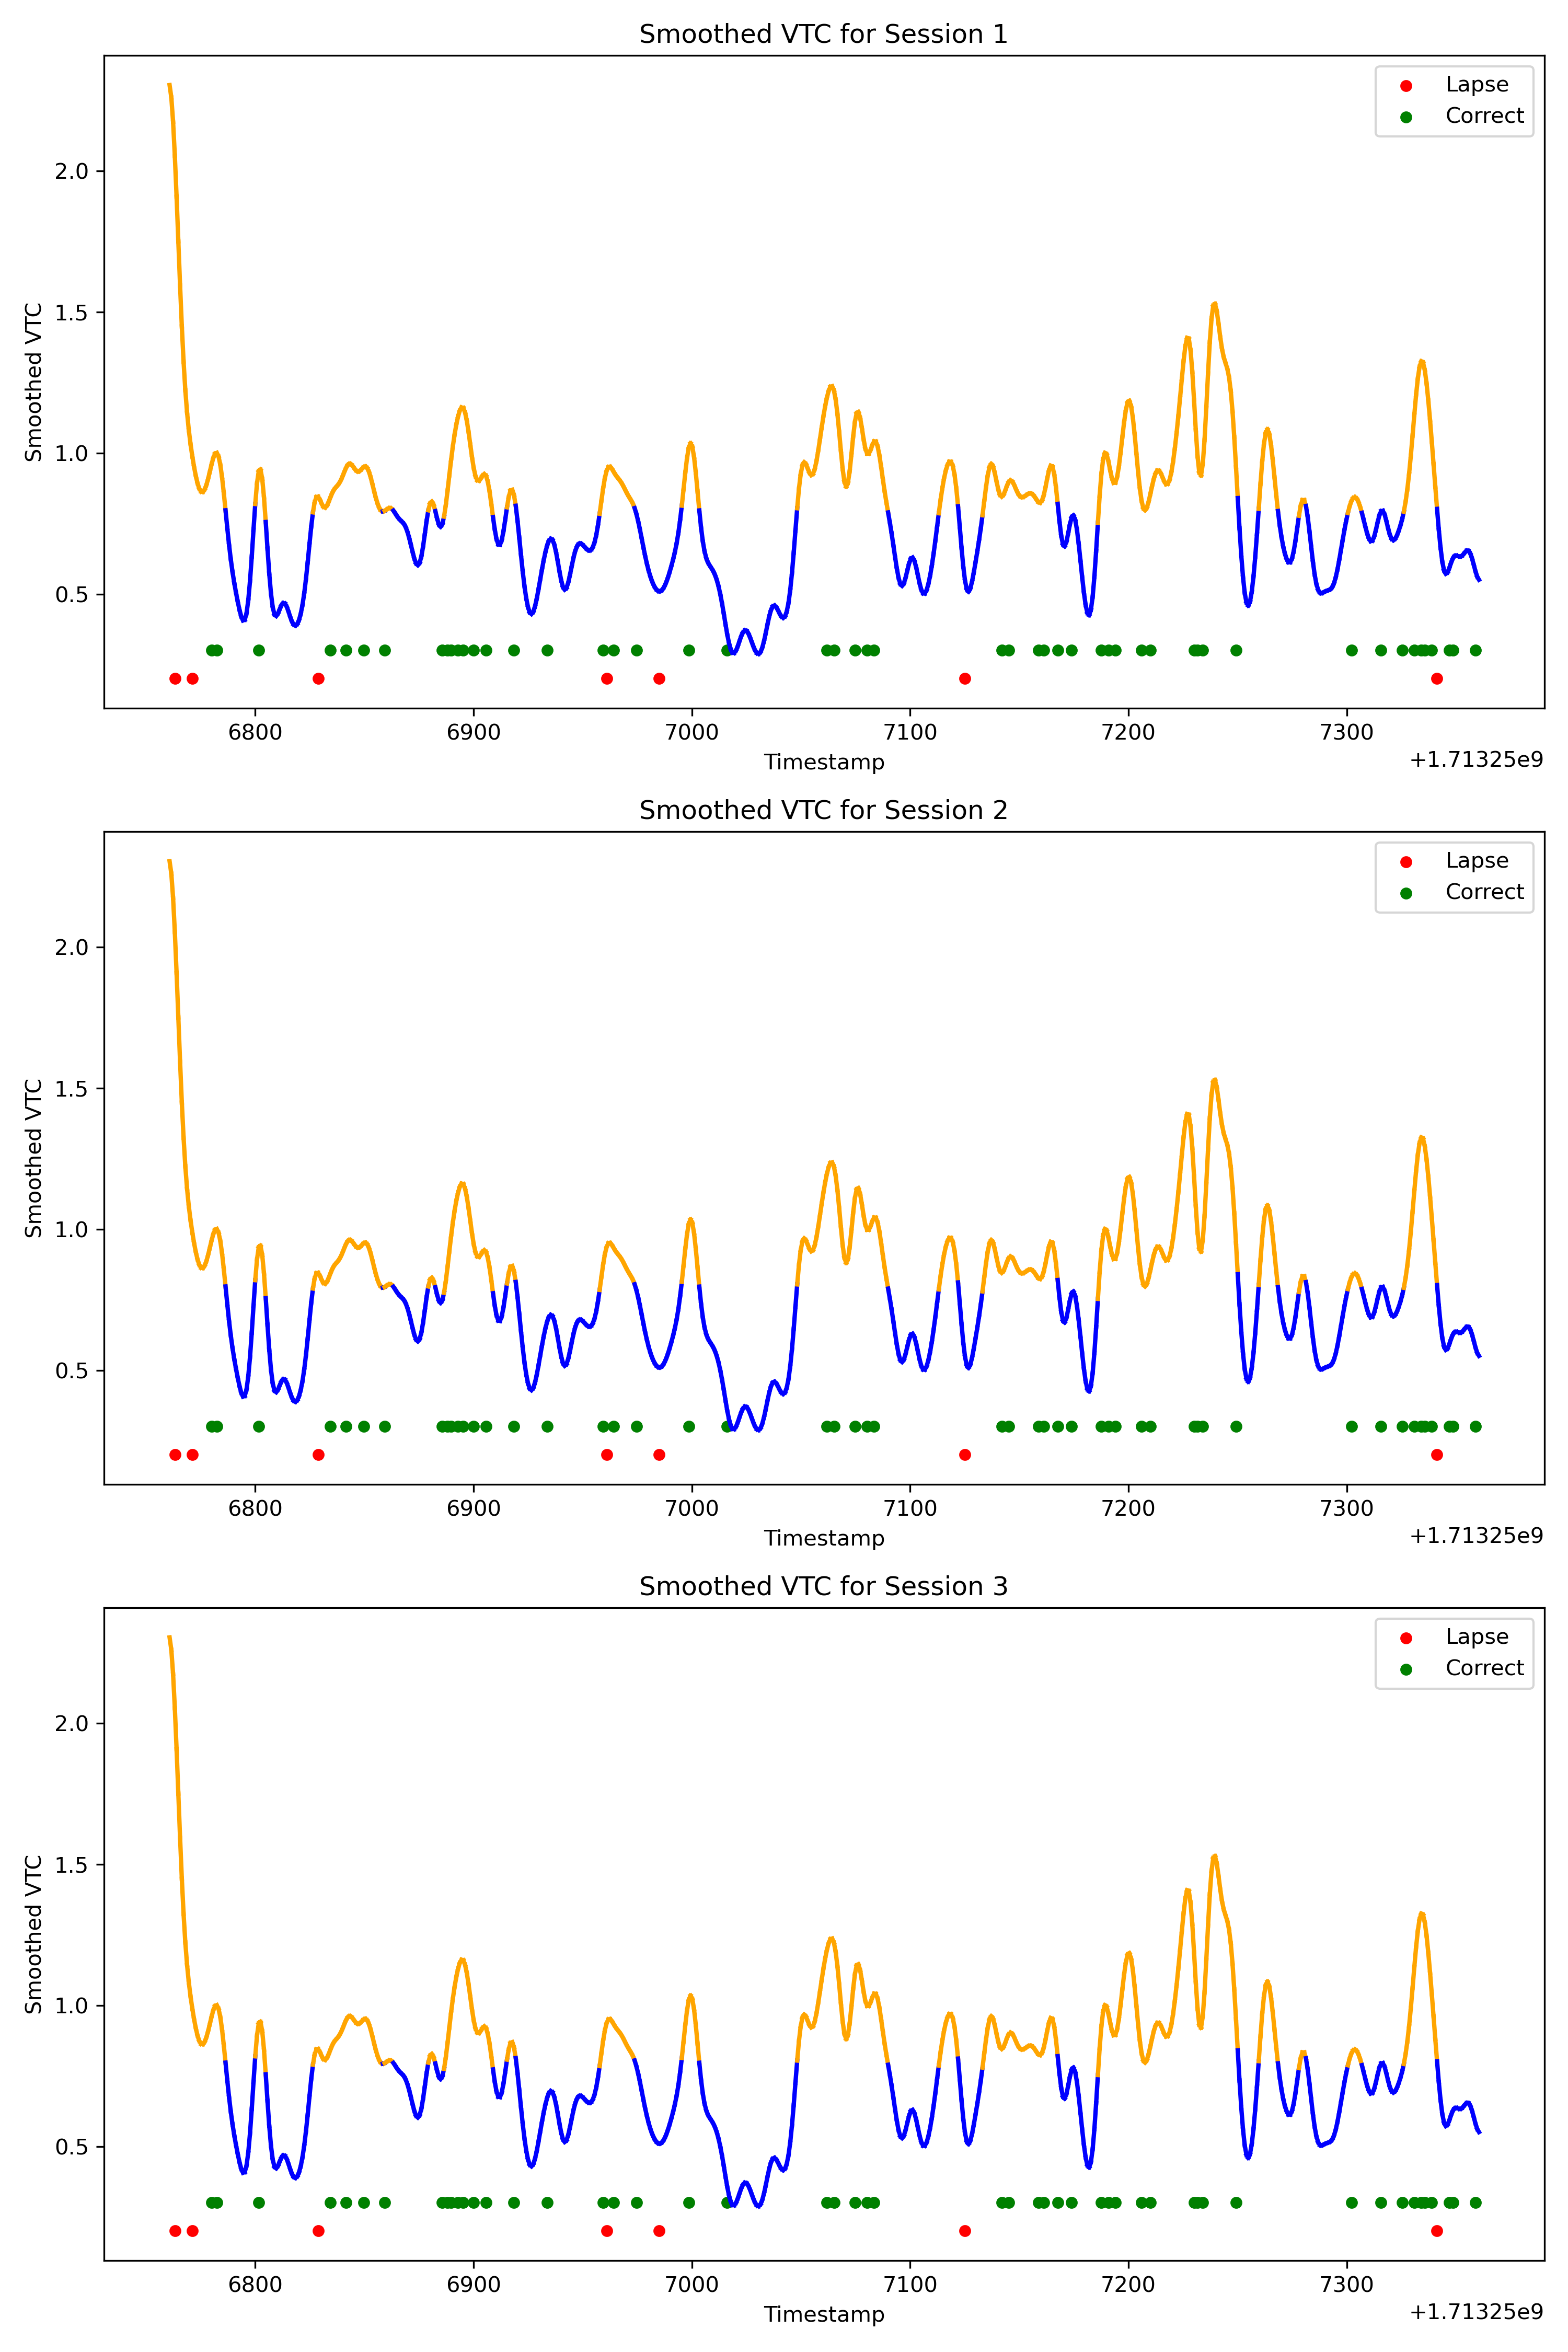 Smoothed VTC for Session 1
Lapse
Correct
Smoothed VTC
2.0
1.5
1.0
0.5
6800 6900 7000 7100 7200 7300
Timestamp
+1.71325e9
Smoothed VTC for Session 2
Lapse
Correct
Smoothed VTC
2.0
1.5
1.0
0.5
6800 6900 7000 7100 7200 7300
Timestamp
+1.71325e9
Smoothed VTC for Session 3
Lapse
Correct
Smoothed VTC
2.0
1.5
1.0
0.5
6800 6900 7000 7100 7200 7300
Timestamp
+1.71325e9